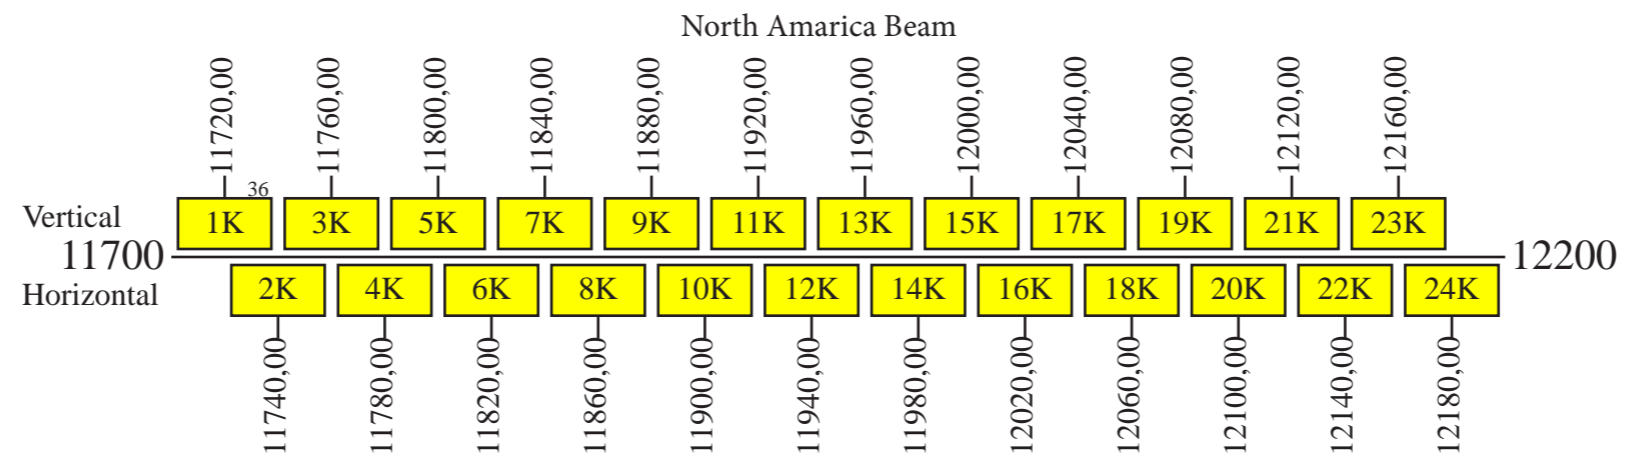 North Amarica Beam
11720,00 11760,00 11800,00 11840,00 11880,00 11920,00 11960,00 12000,00 12040,00 12080,00 12120,00 12160,00
36
Vertical 1K 3K 5K 7K 9K 11K 13K 15K 17K 19K 21K 23K
11700 12200
Horizontal 2K 4K 6K 8K 10K 12K 14K 16K 18K 20K 22K 24K
11740,00 11780,00 11820,00 11860,00 11900,00 11940,00 11980,00 12020,00 12060,00 12100,00 12140,00 12180,00